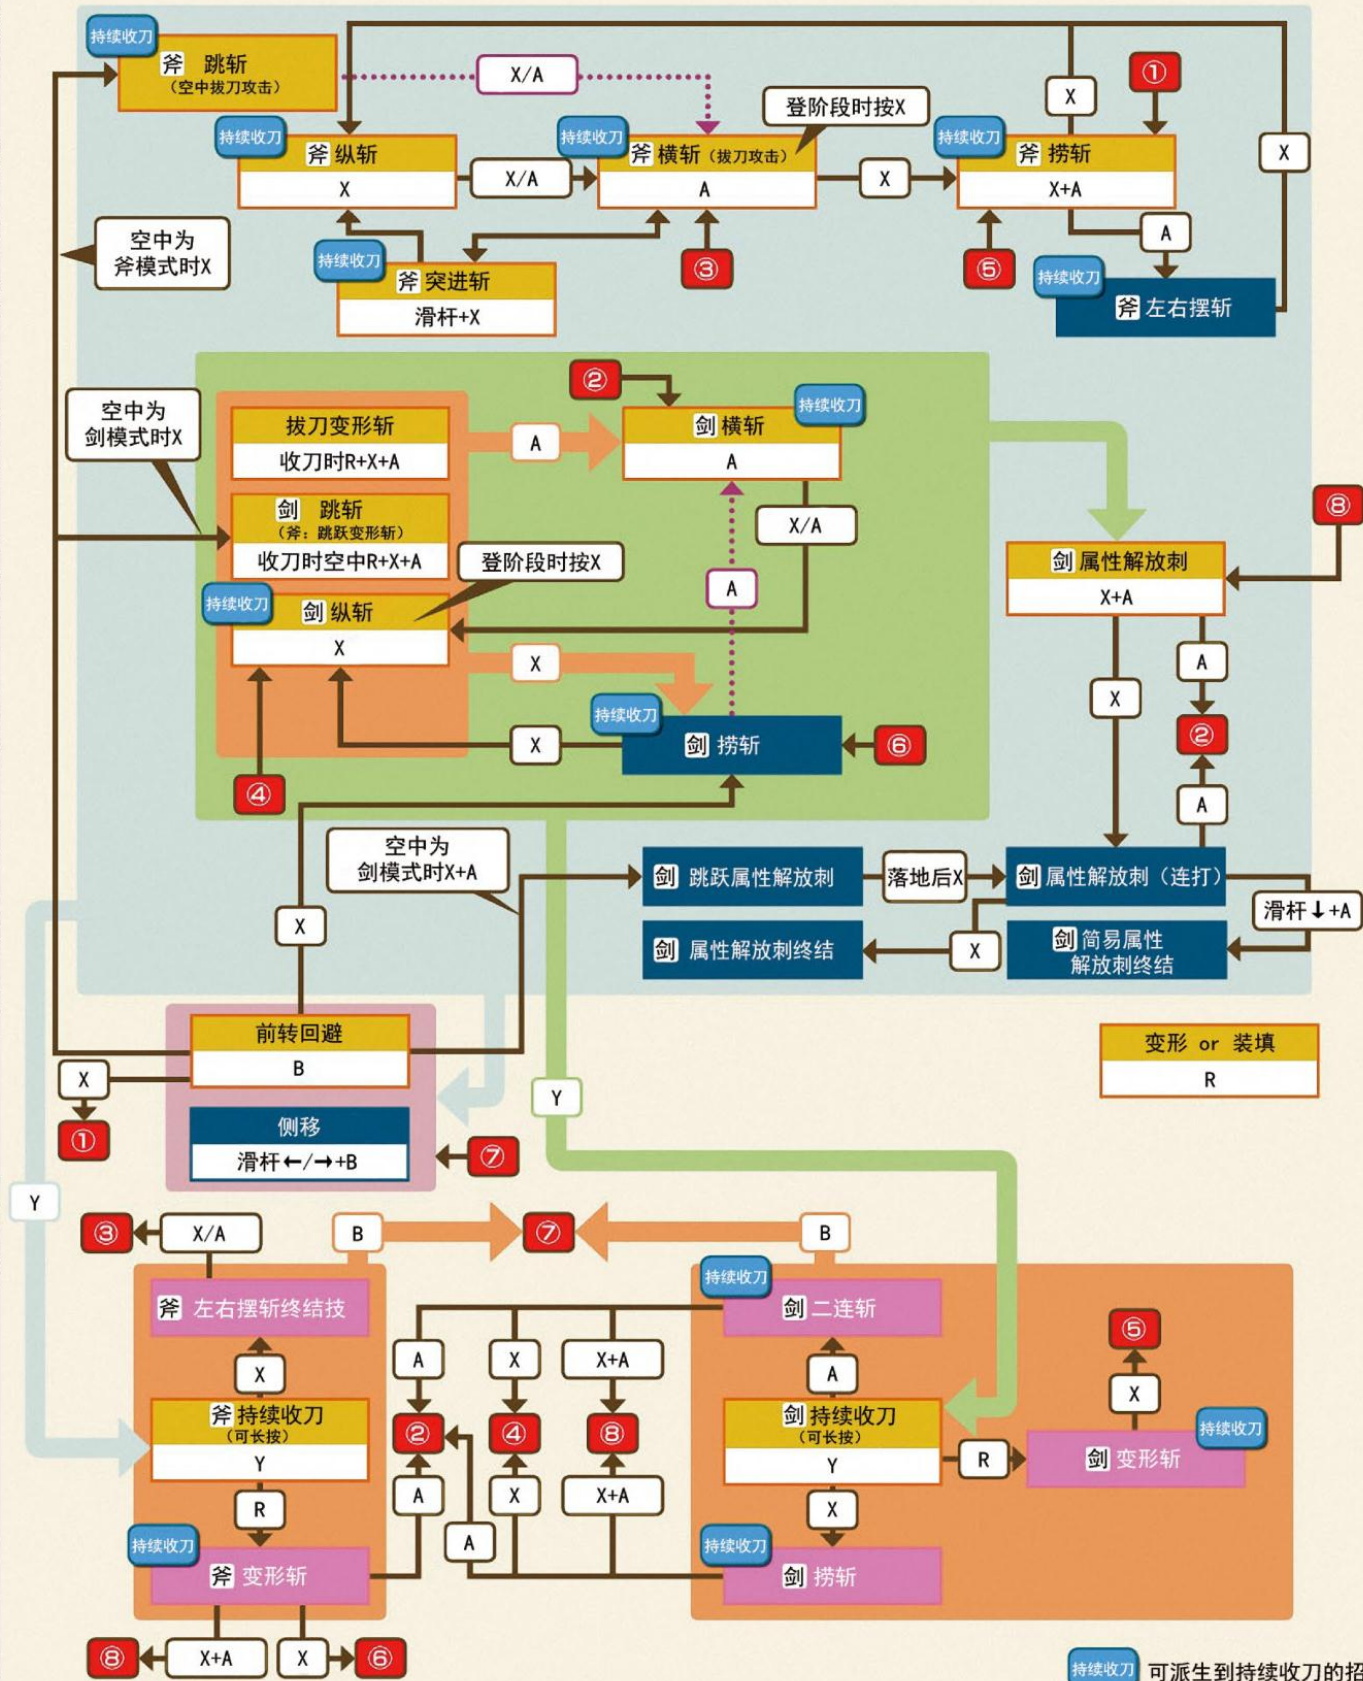 持续收刀
斧 跳斩
(空中拔刀攻击)
X/A
登阶段时按X
①
X
X
持续收刀
斧 纵斩
X
X/A
持续收刀
斧 横斩（拔刀攻击）
A
X
持续收刀
斧 捞斩
X+A
A
空中为
斧模式时X
持续收刀
斧 突进斩
滑杆+X
③
⑤
持续收刀
斧 左右摆斩
空中为
剑模式时X
②
拔刀变形斩
收刀时R+X+A
A
持续收刀
剑 横斩
A
剑 跳斩
(斧：跳跃变形斩)
收刀时空中R+X+A
X/A
⑧
登阶段时按X
持续收刀
剑 纵斩
X
A
剑 属性解放刺
X+A
X
A
X
②
持续收刀
剑 捞斩
X
⑥
④
A
空中为
剑模式时X+A
剑 跳跃属性解放刺
落地后X
剑 属性解放刺（连打）
滑杆↓+A
X
剑 属性解放刺终结
X
剑 简易属性
解放刺终结
前转回避
B
变形 or 装填
R
X
①
Y
侧移
滑杆←/→+B
⑦
Y
③
X/A
B
⑦
B
斧 左右摆斩终结技
持续收刀
剑 二连斩
⑤
X
A
X
X+A
A
X
斧 持续收刀
(可长按)
Y
②
④
⑧
剑 持续收刀
(可长按)
Y
R
持续收刀
剑 变形斩
R
A
X
X+A
X
A
持续收刀
斧 变形斩
持续收刀
剑 捞斩
⑧
X+A
X
⑥
持续收刀 可派生到持续收刀的招